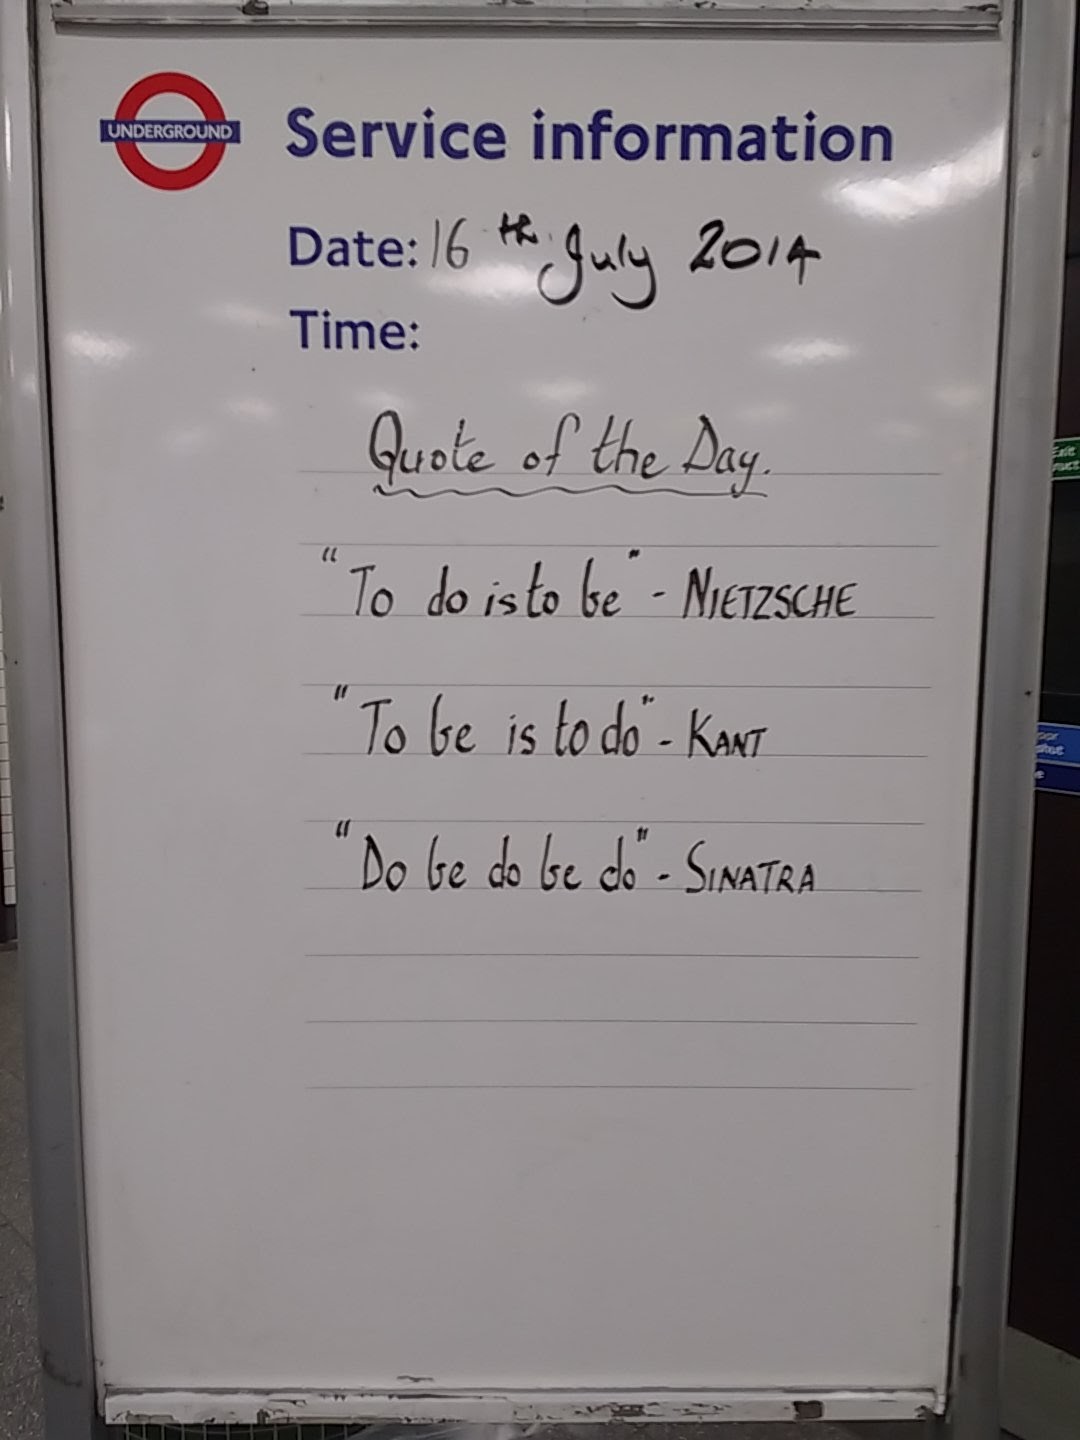 UNDERGROUND
Service information
Date: 16th July 2014
Time:
Quote of the Day.
"To do is to be" - NIETZSCHE
"To be is to do" - KANT
"Do be do be do" - SINATRA
Exit